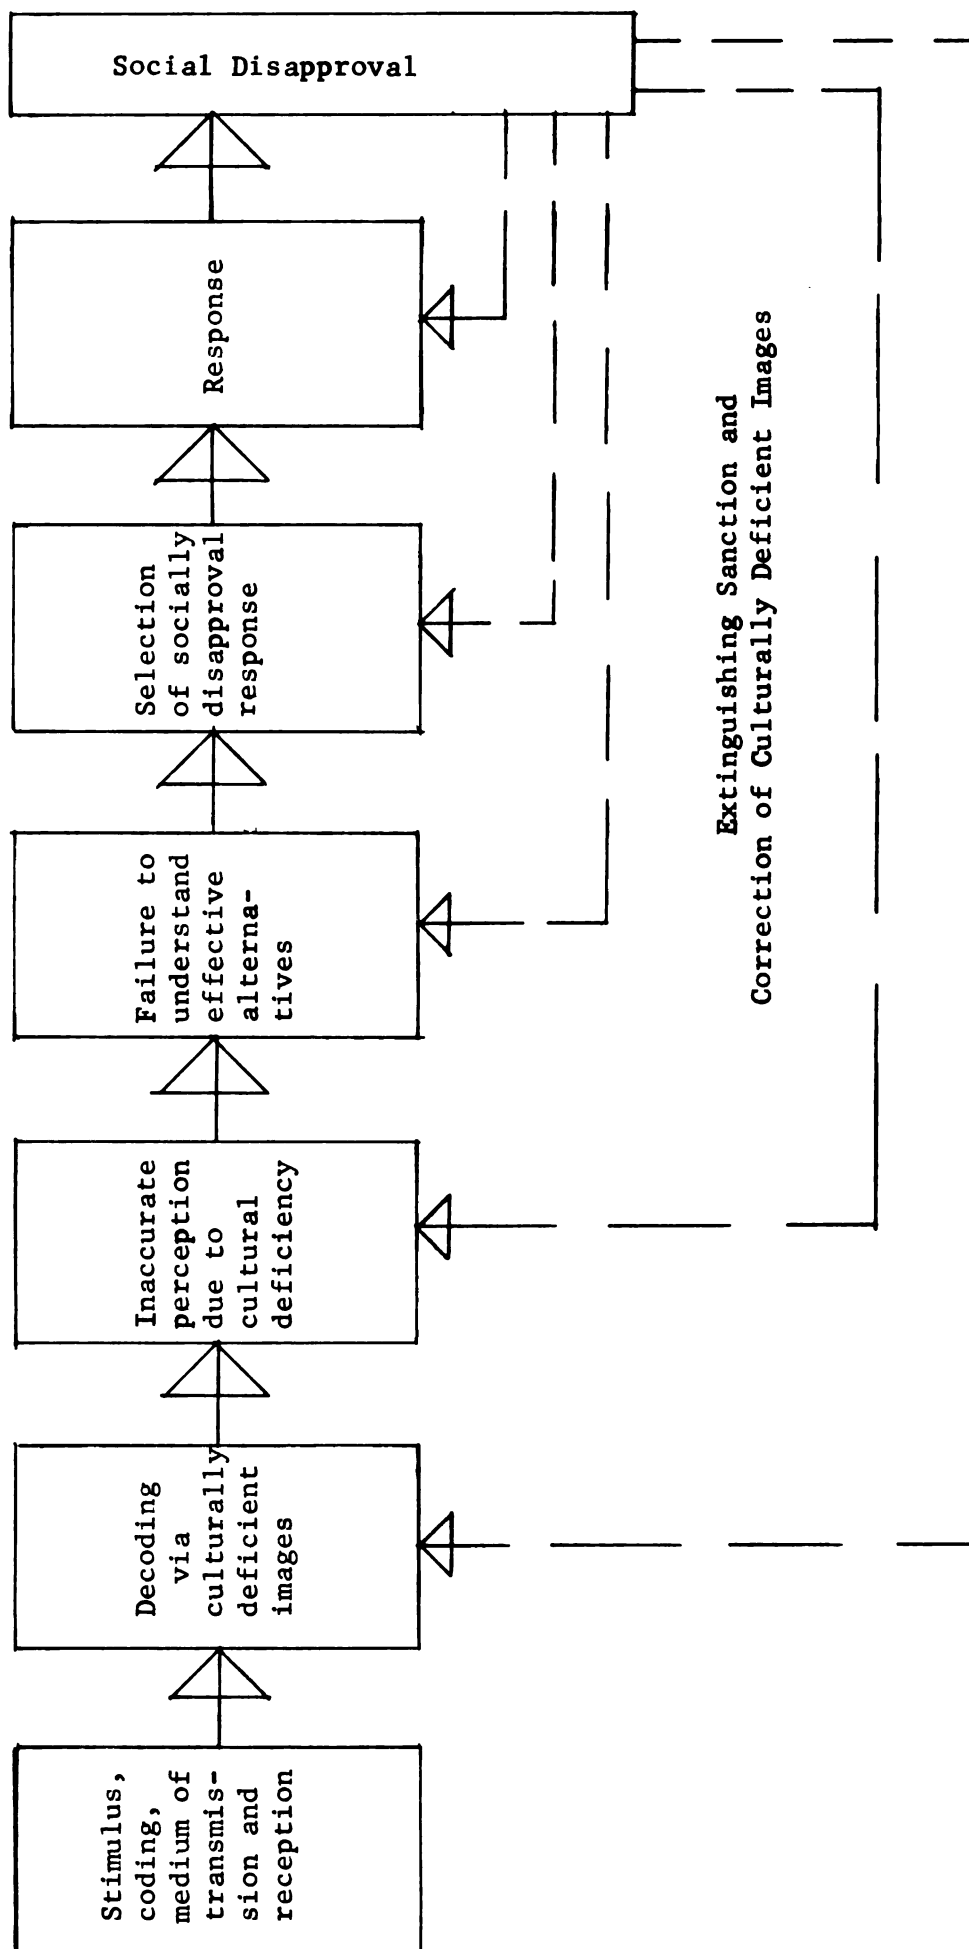 Stimulus,
coding,
medium of
transmis-
sion and
reception
Decoding
via
culturally
deficient
images
Inaccurate
perception
due to
cultural
deficiency
Failure to
understand
effective
alterna-
tives
Selection
of socially
disapproval
response
Response
Social Disapproval
Extinguishing Sanction and
Correction of Culturally Deficient Images